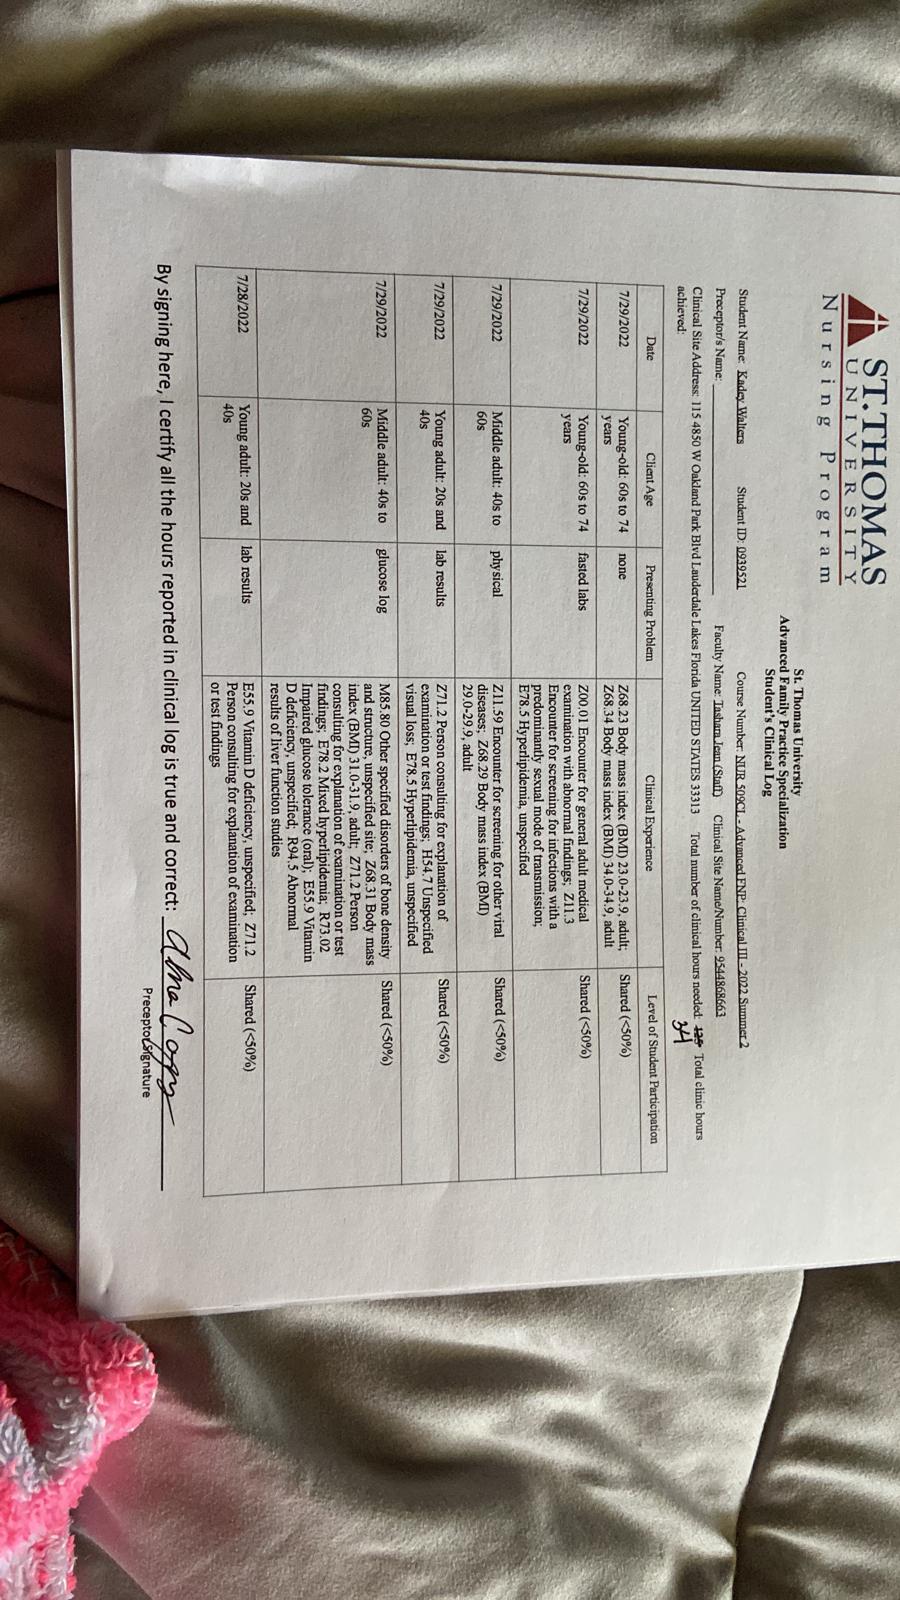 ST.THOMAS
UNIVERSITY
Nursing Program
St. Thomas University
Advanced Family Practice Specialization
Student's Clinical Log
Student Name: Kadey Walters Student ID: 0939521 Course Number: NUR 509CL - Advanced FNP: Clinical III - 2022 Summer 2
Preceptor/s Name: Faculty Name: Tashara Jean (Staff) Clinical Site Name/Number: 9544868663
Clinical Site Address: 115 4850 W Oakland Park Blvd Lauderdale Lakes Florida UNITED STATES 33313 Total number of clinical hours needed: 125 Total clinic hours
achieved: 34
Date Client Age Presenting Problem Clinical Experience Level of Student Participation
7/29/2022 Young-old: 60s to 74 none Z68.23 Body mass index (BMI) 23.0-23.9, adult; Shared (<50%)
years Z68.34 Body mass index (BMI) 34.0-34.9, adult
7/29/2022 Young-old: 60s to 74 fasted labs Z00.01 Encounter for general adult medical Shared (<50%)
years examination with abnormal findings; Z11.3
Encounter for screening for infections with a
predominantly sexual mode of transmission;
E78.5 Hyperlipidemia, unspecified
7/29/2022 Middle adult: 40s to physical Z11.59 Encounter for screening for other viral Shared (<50%)
60s diseases; Z68.29 Body mass index (BMI)
29.0-29.9, adult
7/29/2022 Young adult: 20s and lab results Z71.2 Person consulting for explanation of Shared (<50%)
40s examination or test findings; H54.7 Unspecified
visual loss; E78.5 Hyperlipidemia, unspecified
7/29/2022 Middle adult: 40s to glucose log M85.80 Other specified disorders of bone density Shared (<50%)
60s and structure, unspecified site; Z68.31 Body mass
index (BMI) 31.0-31.9, adult; Z71.2 Person
consulting for explanation of examination or test
findings; E78.2 Mixed hyperlipidemia; R73.02
Impaired glucose tolerance (oral); E55.9 Vitamin
D deficiency, unspecified; R94.5 Abnormal
results of liver function studies
7/28/2022 Young adult: 20s and lab results E55.9 Vitamin D deficiency, unspecified; Z71.2 Shared (<50%)
40s Person consulting for explanation of examination
or test findings
By signing here, I certify all the hours reported in clinical log is true and correct:
Preceptor Signature